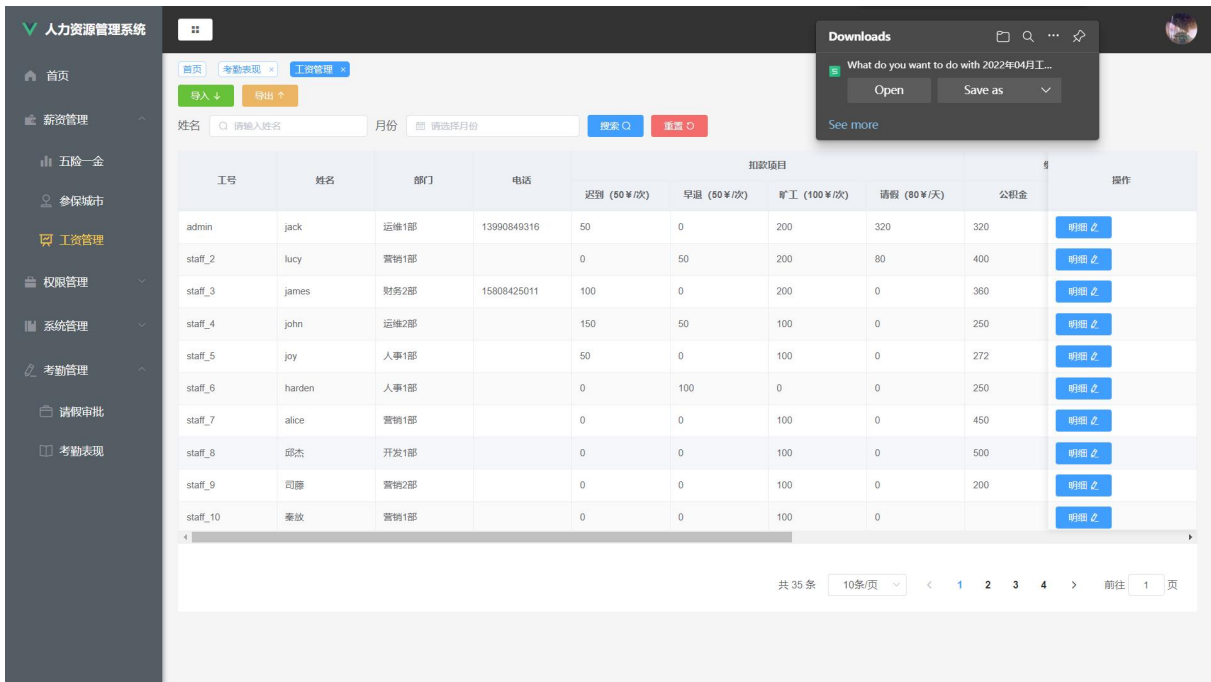 人力资源管理系统
首页
薪资管理
五险一金
参保城市
工资管理
权限管理
系统管理
考勤管理
请假审批
考勤表现
首页 考勤表现 × 工资管理 ×
导入 ↓ 导出 ↑
姓名 请输入姓名 月份 请选择月份 搜索 重置
Downloads
What do you want to do with 2022年04月工...
Open Save as
See more
工号 姓名 部门 电话 扣款项目 操作
迟到 (50￥/次) 早退 (50￥/次) 旷工 (100￥/次) 请假 (80￥/天) 公积金
admin jack 运维1部 13990849316 50 0 200 320 320 明细
staff_2 lucy 营销1部 0 50 200 80 400 明细
staff_3 james 财务2部 15808425011 100 0 200 0 360 明细
staff_4 john 运维2部 150 50 100 0 250 明细
staff_5 joy 人事1部 50 0 100 0 272 明细
staff_6 harden 人事1部 0 100 0 0 250 明细
staff_7 alice 营销1部 0 0 100 0 450 明细
staff_8 邱杰 开发1部 0 0 100 0 500 明细
staff_9 司藤 营销2部 0 0 100 0 200 明细
staff_10 秦放 营销1部 0 0 100 0 明细
共 35 条 10条/页 < 1 2 3 4 > 前往 1 页